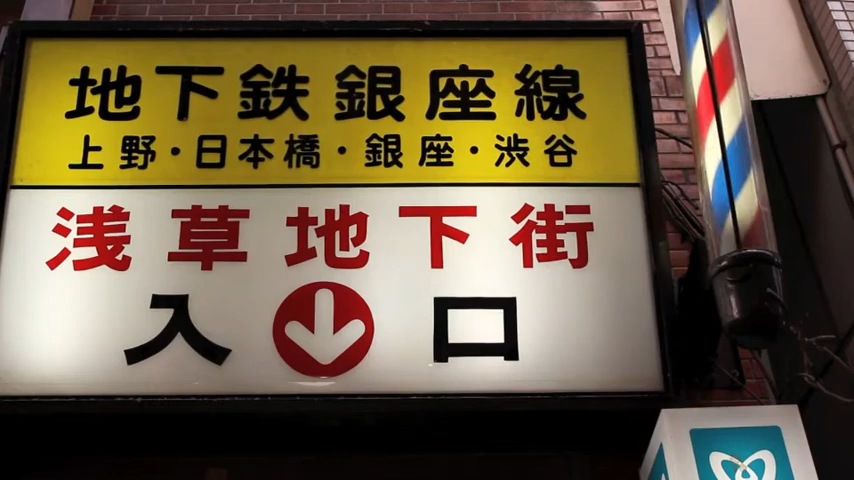 地下鉄銀座線
上野・日本橋・銀座・渋谷
浅草地下街
入口